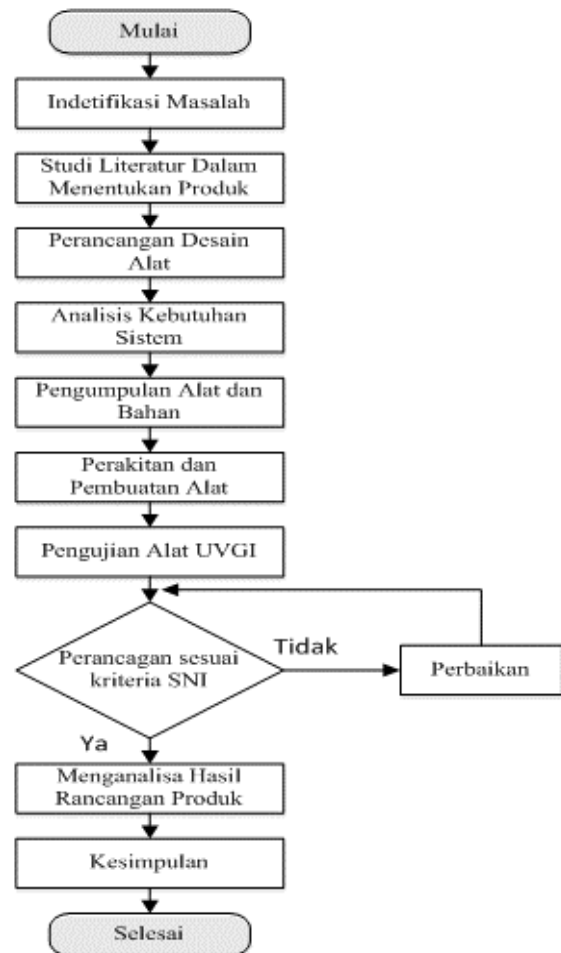 Mulai
Indetifikasi Masalah
Studi Literatur Dalam
Menentukan Produk
Perancangan Desain
Alat
Analisis Kebutuhan
Sistem
Pengumpulan Alat dan
Bahan
Perakitan dan
Pembuatan Alat
Pengujian Alat UVGI
Perancagan sesuai
kriteria SNI
Tidak
Perbaikan
Ya
Menganalisa Hasil
Rancangan Produk
Kesimpulan
Selesai